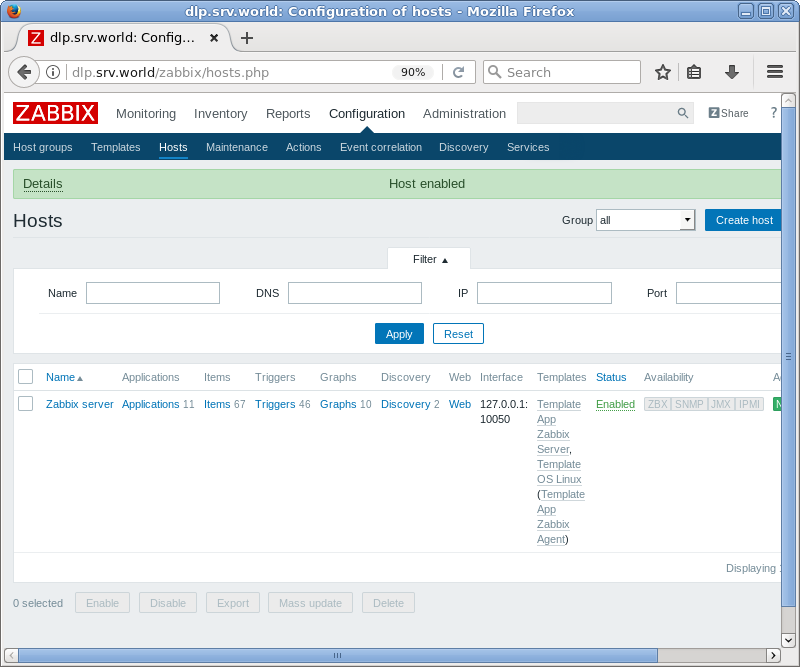 dlp.srv.world: Configuration of hosts - Mozilla Firefox
dlp.srv.world: Config...
dlp.srv.world/zabbix/hosts.php 90% Search
ZABBIX Monitoring Inventory Reports Configuration Administration Z Share ?
Host groups Templates Hosts Maintenance Actions Event correlation Discovery Services
Details Host enabled
Hosts Group all Create host
Filter ▲
Name DNS IP Port
Apply Reset
Name ▲ Applications Items Triggers Graphs Discovery Web Interface Templates Status Availability
Zabbix server Applications 11 Items 67 Triggers 46 Graphs 10 Discovery 2 Web 127.0.0.1: Template Enabled ZBX SNMP JMX IPMI
10050 App
Zabbix
Server,
Template
OS Linux
(Template
App
Zabbix
Agent)
Displaying
0 selected Enable Disable Export Mass update Delete